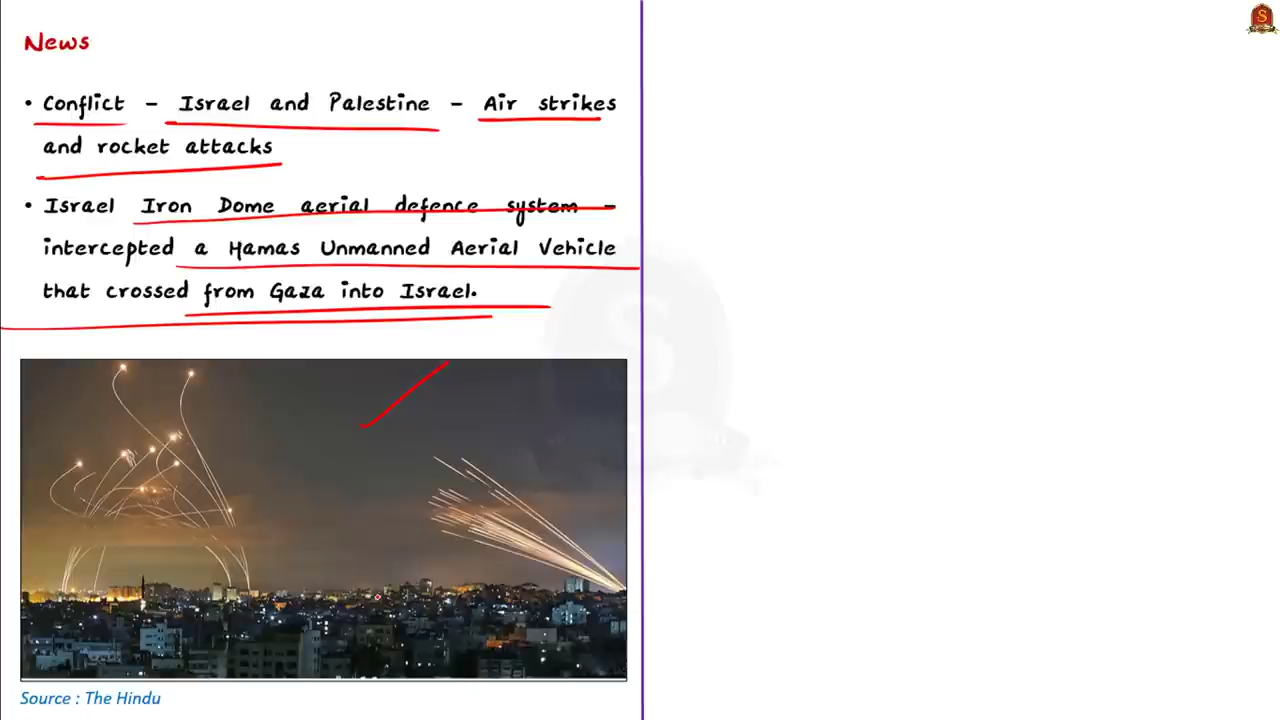 News
• Conflict – Israel and Palestine – Air strikes
and rocket attacks
• Israel Iron Dome aerial defence system –
intercepted a Hamas Unmanned Aerial Vehicle
that crossed from Gaza into Israel.
Source : The Hindu